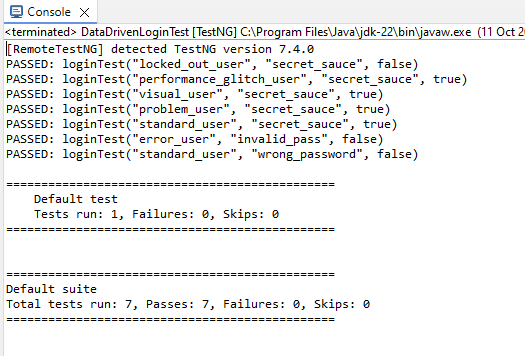 Console
<terminated> DataDrivenLoginTest [TestNG] C:\Program Files\Java\jdk-22\bin\javaw.exe (11 Oct 20
[RemoteTestNG] detected TestNG version 7.4.0
PASSED: loginTest("locked_out_user", "secret_sauce", false)
PASSED: loginTest("performance_glitch_user", "secret_sauce", true)
PASSED: loginTest("visual_user", "secret_sauce", true)
PASSED: loginTest("problem_user", "secret_sauce", true)
PASSED: loginTest("standard_user", "secret_sauce", true)
PASSED: loginTest("error_user", "invalid_pass", false)
PASSED: loginTest("standard_user", "wrong_password", false)
===============================================
Default test
Tests run: 1, Failures: 0, Skips: 0
===============================================
===============================================
Default suite
Total tests run: 7, Passes: 7, Failures: 0, Skips: 0
===============================================